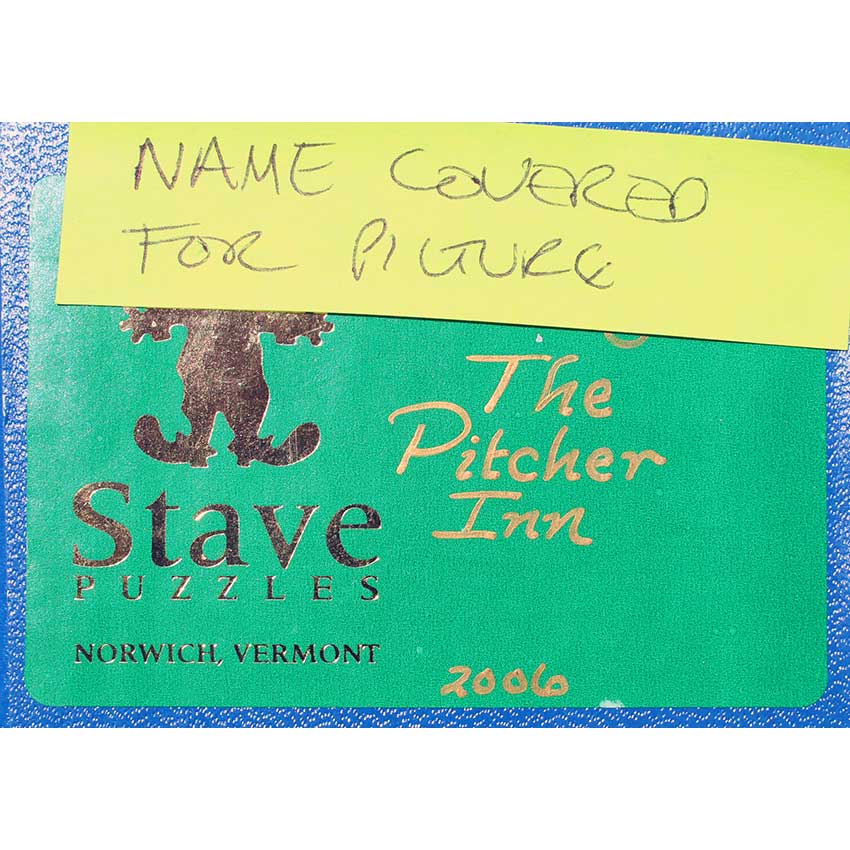 NAME COVERED
FOR PICTURE
The
Pitcher
Inn
Stave
PUZZLES
NORWICH, VERMONT
2006